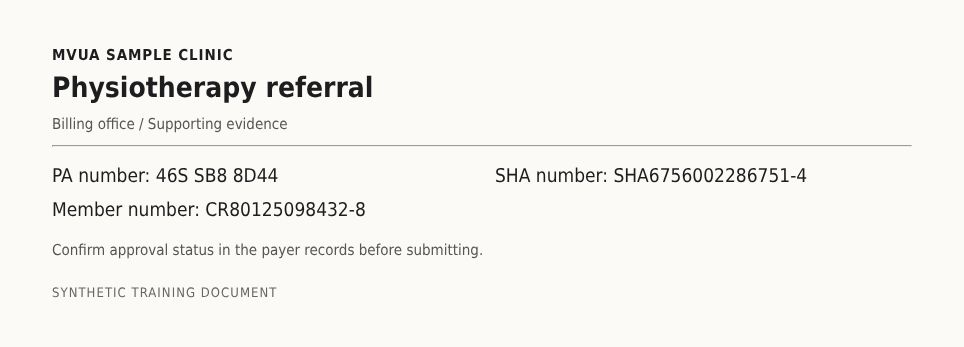 MVUA SAMPLE CLINIC
Physiotherapy referral
Billing office / Supporting evidence
PA number: 46S SB8 8D44
SHA number: SHA6756002286751-4
Member number: CR80125098432-8
Confirm approval status in the payer records before submitting.
SYNTHETIC TRAINING DOCUMENT